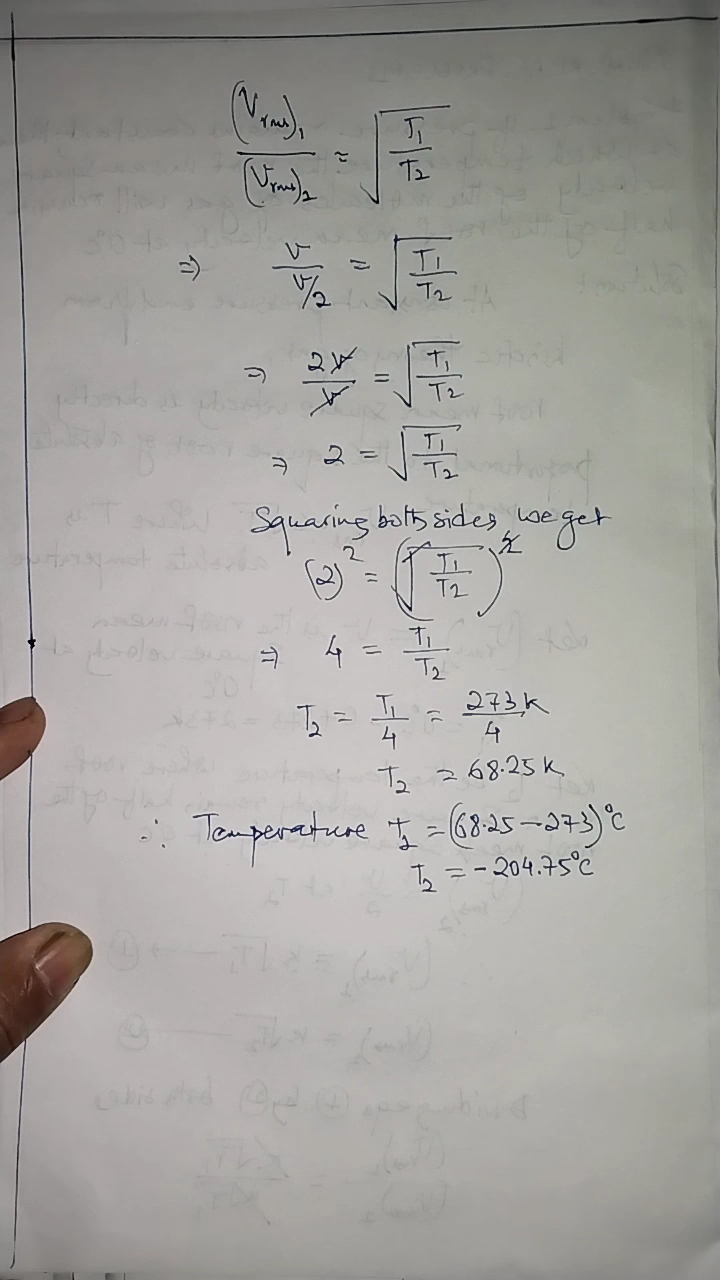 (Vrms)₁ / (Vrms)₂ = √(T₁/T₂)
⇒ V / V/2 = √(T₁/T₂)
⇒ 2V / V = √(T₁/T₂)
⇒ 2 = √(T₁/T₂)
Squaring both sides, we get
(2)² = (√(T₁/T₂))²
⇒ 4 = T₁/T₂
T₂ = T₁/4 = 273K/4
T₂ = 68.25 K
∴ Temperature T₂ = (68.25 − 273)°C
T₂ = − 204.75°C